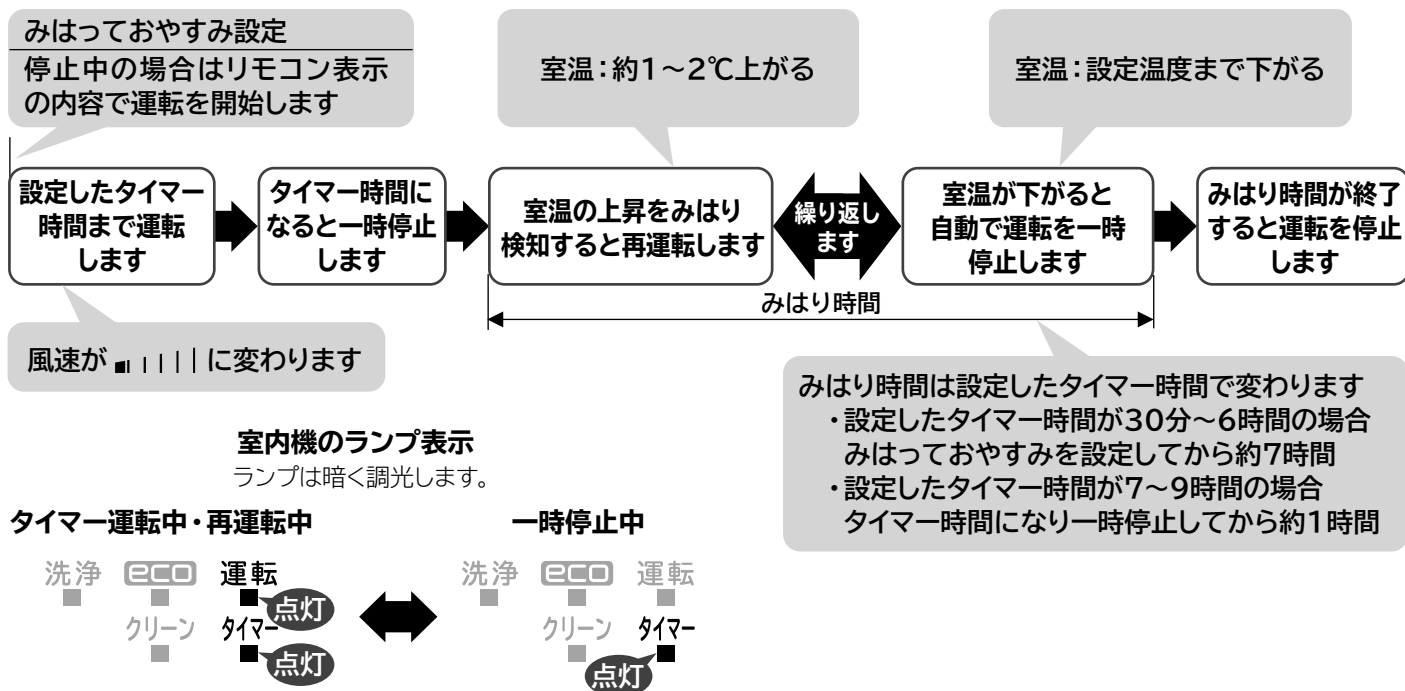 みはっておやすみ設定
停止中の場合はリモコン表示
の内容で運転を開始します
室温：約1～2℃上がる
室温：設定温度まで下がる
設定したタイマー
時間まで運転
します
タイマー時間に
なると一時停止
します
室温の上昇をみはり
検知すると再運転します
繰り返し
ます
室温が下がると
自動で運転を一時
停止します
みはり時間が終了
すると運転を停止
します
みはり時間
風速が に変わります
みはり時間は設定したタイマー時間で変わります
・設定したタイマー時間が30分～6時間の場合
みはっておやすみを設定してから約7時間
・設定したタイマー時間が7～9時間の場合
タイマー時間になり一時停止してから約1時間
室内機のランプ表示
ランプは暗く調光します。
タイマー運転中・再運転中
洗浄 eco 運転
点灯
クリーン タイマー
点灯
一時停止中
洗浄 eco 運転
クリーン タイマー
点灯